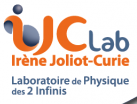 IJCLab
Irène Joliot-Curie
Laboratoire de Physique
des 2 Infinis